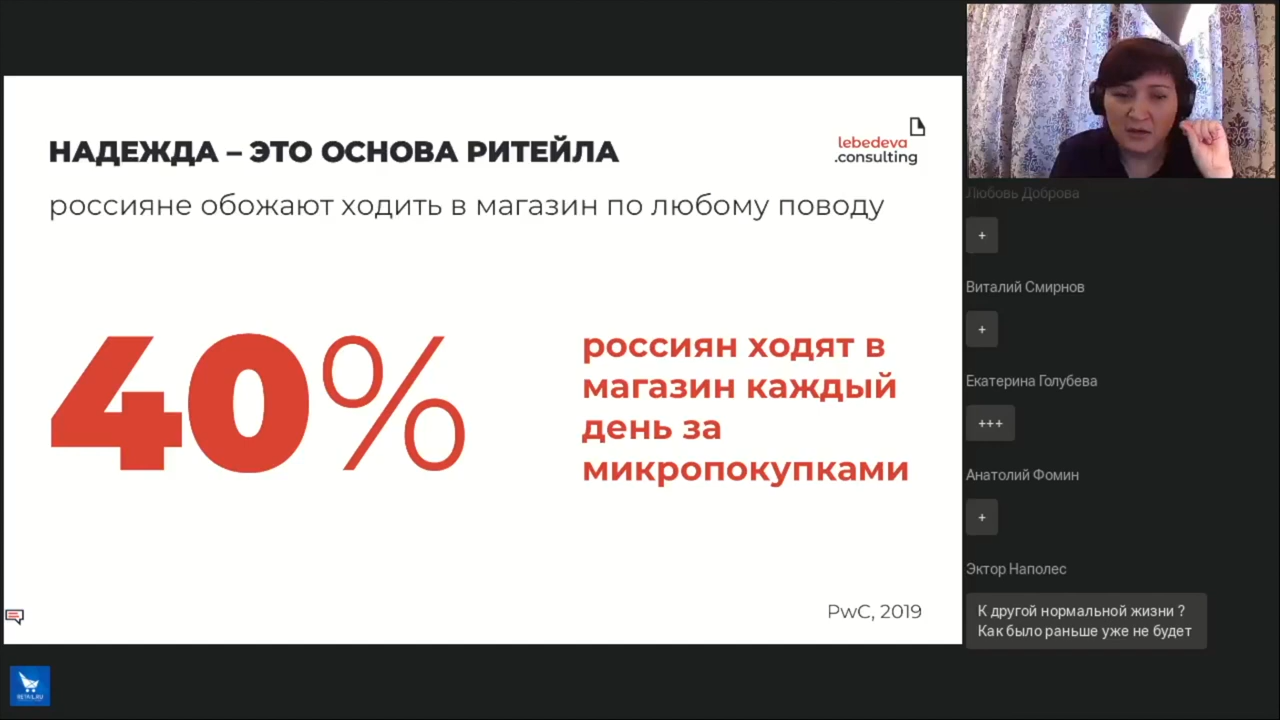 НАДЕЖДА – ЭТО ОСНОВА РИТЕЙЛА
lebedeva
.consulting
россияне обожают ходить в магазин по любому поводу
40%
россиян ходят в
магазин каждый
день за
микропокупками
PwC, 2019
RETAIL.RU
Любовь Доброва
+
Виталий Смирнов
+
Екатерина Голубева
+++
Анатолий Фомин
+
Эктор Наполес
К другой нормальной жизни ?
Как было раньше уже не будет